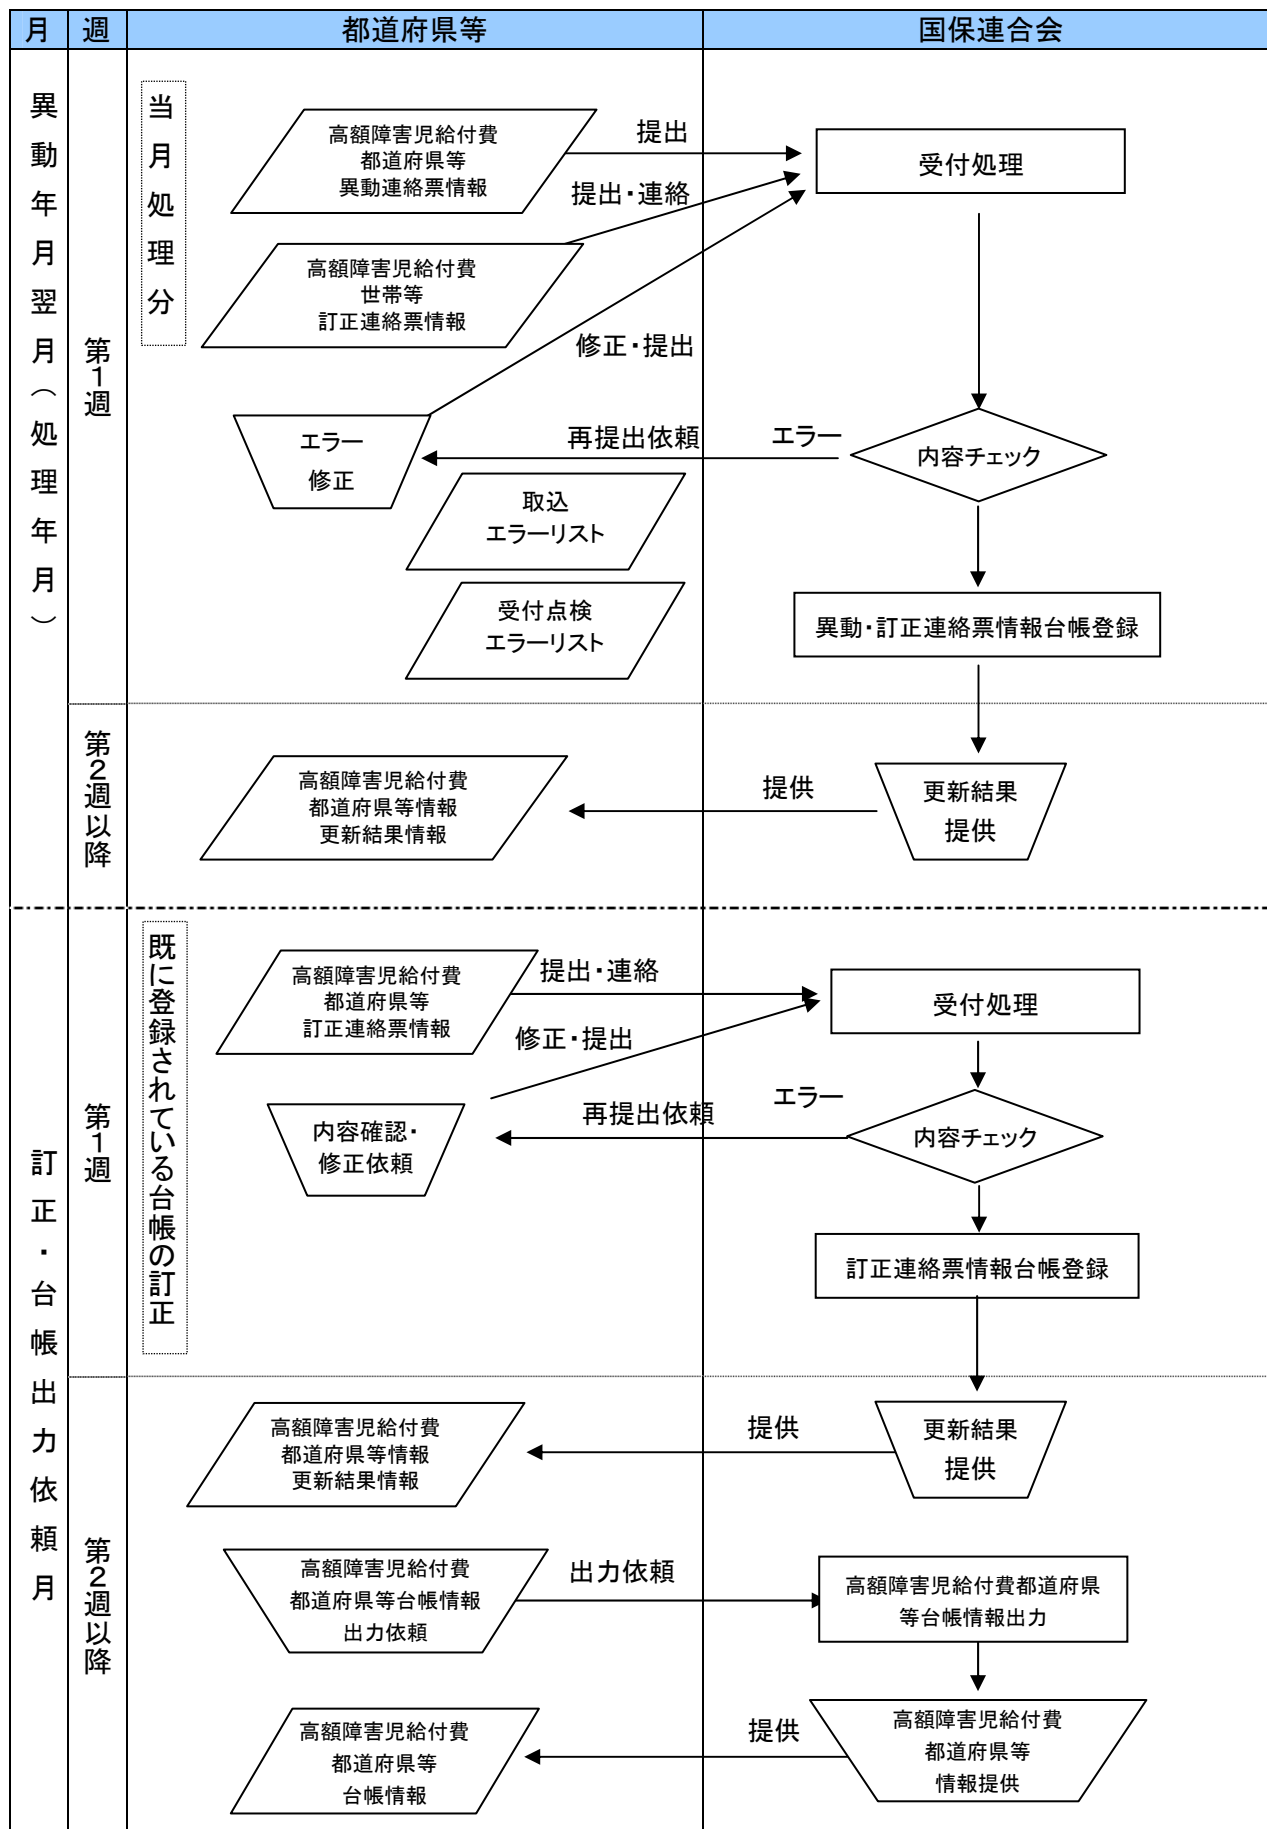 月 週 都道府県等 国保連合会
異動年月翌月（処理年月）
第1週
当月処理分
高額障害児給付費
都道府県等
異動連絡票情報
提出
受付処理
提出・連絡
高額障害児給付費
世帯等
訂正連絡票情報
修正・提出
エラー
修正
再提出依頼
エラー
内容チェック
取込
エラーリスト
受付点検
エラーリスト
異動・訂正連絡票情報台帳登録
第2週以降
高額障害児給付費
都道府県等情報
更新結果情報
提供
更新結果
提供
訂正・台帳出力依頼月
第1週
既に登録されている台帳の訂正
高額障害児給付費
都道府県等
訂正連絡票情報
提出・連絡
受付処理
修正・提出
内容確認・
修正依頼
再提出依頼
エラー
内容チェック
訂正連絡票情報台帳登録
第2週以降
高額障害児給付費
都道府県等情報
更新結果情報
提供
更新結果
提供
高額障害児給付費
都道府県等台帳情報
出力依頼
出力依頼
高額障害児給付費都道府県
等台帳情報出力
高額障害児給付費
都道府県等
台帳情報
提供
高額障害児給付費
都道府県等
情報提供